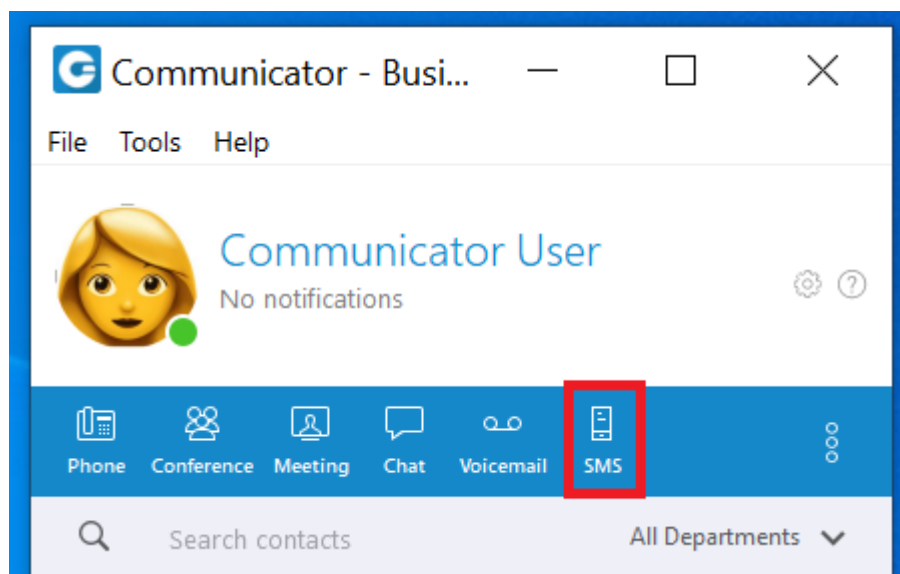 Communicator - Busi...
File Tools Help
Communicator User
No notifications
Phone Conference Meeting Chat Voicemail SMS
Search contacts All Departments